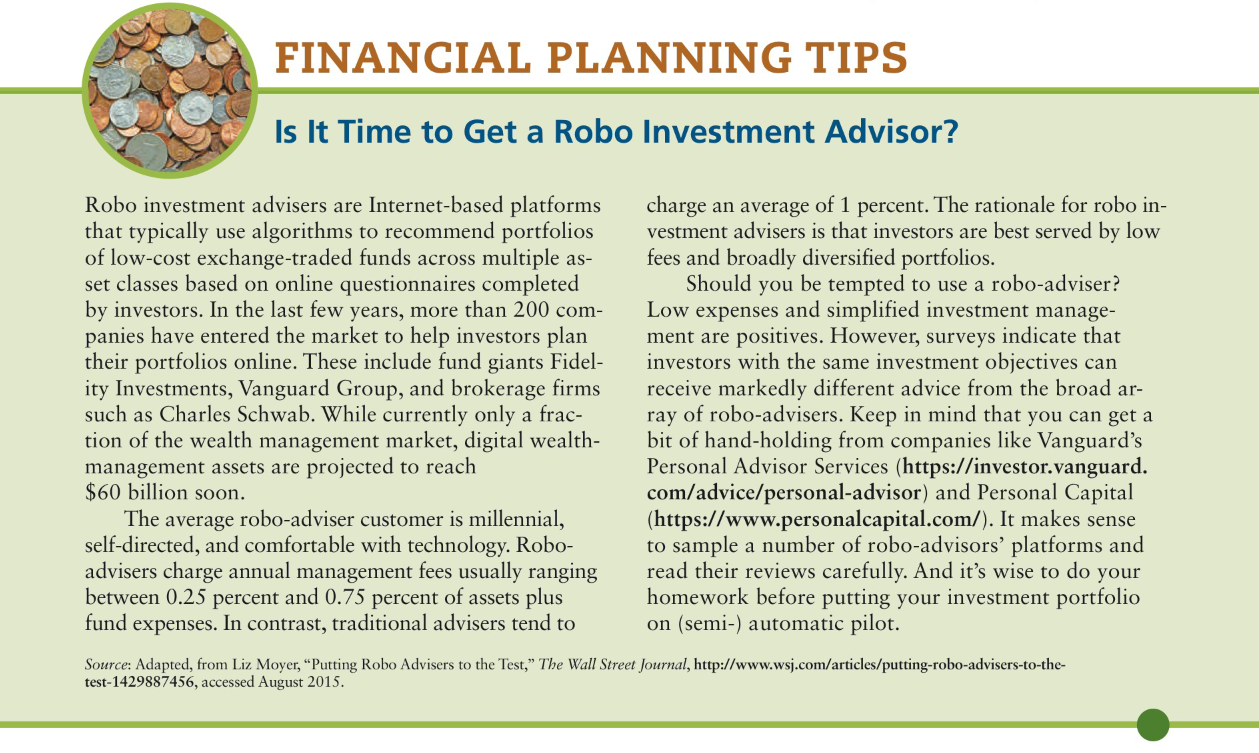 FINANCIAL PLANNING TIPS
Is It Time to Get a Robo Investment Advisor?
Robo investment advisers are Internet-based platforms
that typically use algorithms to recommend portfolios
of low-cost exchange-traded funds across multiple as-
set classes based on online questionnaires completed
by investors. In the last few years, more than 200 com-
panies have entered the market to help investors plan
their portfolios online. These include fund giants Fidel-
ity Investments, Vanguard Group, and brokerage firms
such as Charles Schwab. While currently only a frac-
tion of the wealth management market, digital wealth-
management assets are projected to reach
$60 billion soon.
The average robo-adviser customer is millennial,
self-directed, and comfortable with technology. Robo-
advisers charge annual management fees usually ranging
between 0.25 percent and 0.75 percent of assets plus
fund expenses. In contrast, traditional advisers tend to
charge an average of 1 percent. The rationale for robo in-
vestment advisers is that investors are best served by low
fees and broadly diversified portfolios.
Should you be tempted to use a robo-adviser?
Low expenses and simplified investment manage-
ment are positives. However, surveys indicate that
investors with the same investment objectives can
receive markedly different advice from the broad ar-
ray of robo-advisers. Keep in mind that you can get a
bit of hand-holding from companies like Vanguard's
Personal Advisor Services (https://investor.vanguard.
com/advice/personal-advisor) and Personal Capital
(https://www.personalcapital.com/). It makes sense
to sample a number of robo-advisors' platforms and
read their reviews carefully. And it's wise to do your
homework before putting your investment portfolio
on (semi-) automatic pilot.
Source: Adapted, from Liz Moyer, "Putting Robo Advisers to the Test," The Wall Street Journal, http://www.wsj.com/articles/putting-robo-advisers-to-the-
test-1429887456, accessed August 2015.